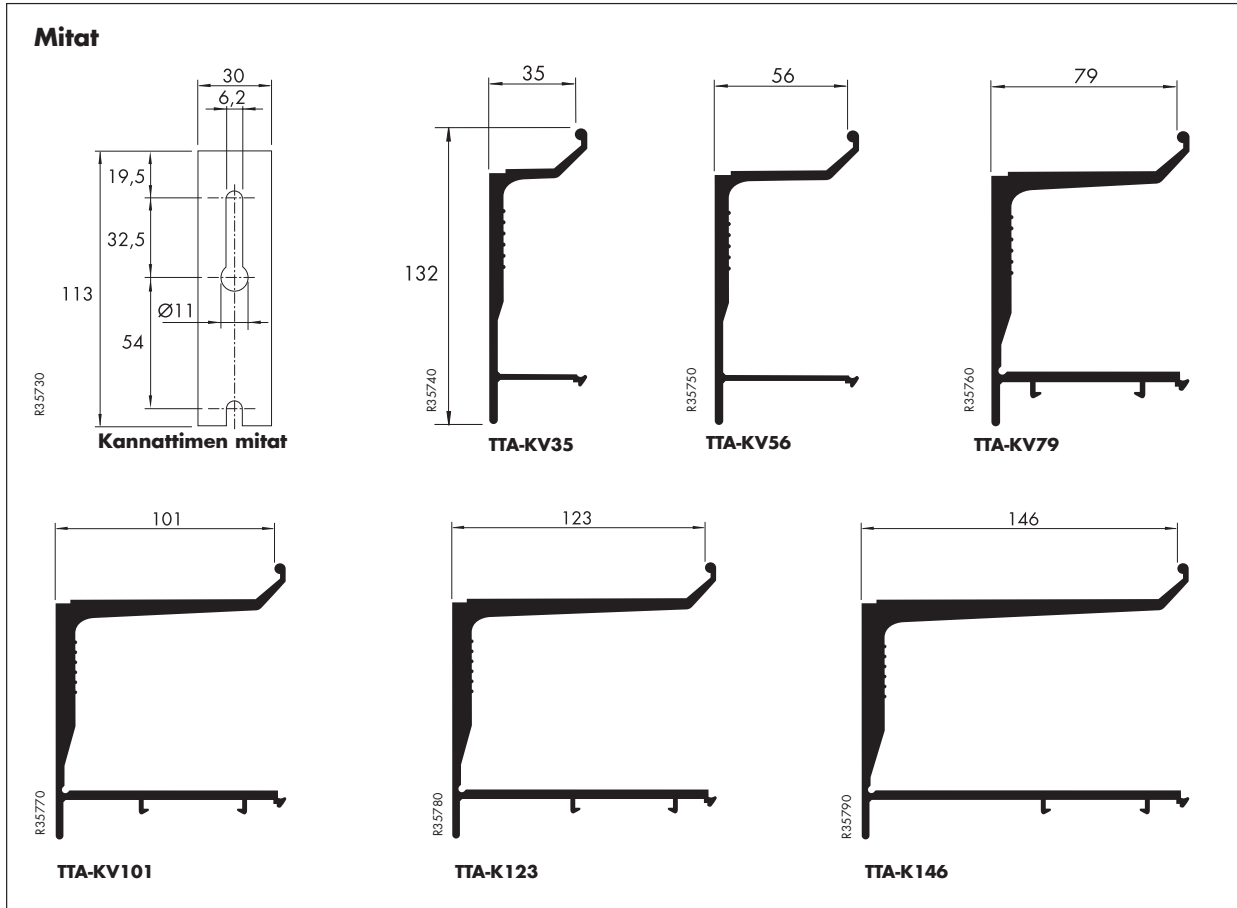 Mitat
30
6,2
19,5
32,5
113
Ø11
54
R35730
Kannattimen mitat
35
132
R35740
TTA-KV35
56
R35750
TTA-KV56
79
R35760
TTA-KV79
101
R35770
TTA-KV101
123
R35780
TTA-K123
146
R35790
TTA-K146